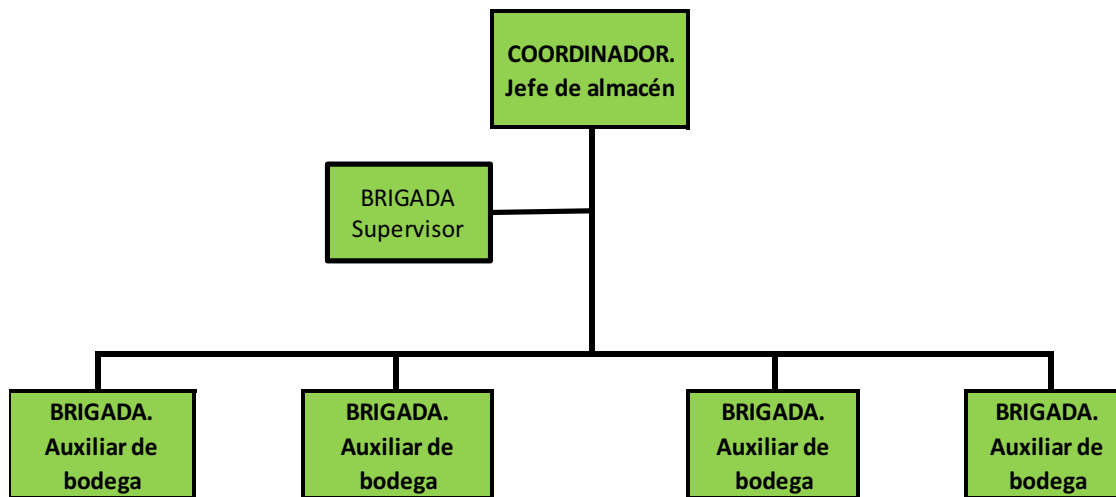 COORDINADOR.
Jefe de almacén
BRIGADA
Supervisor
BRIGADA.
Auxiliar de
bodega
BRIGADA.
Auxiliar de
bodega
BRIGADA.
Auxiliar de
bodega
BRIGADA.
Auxiliar de
bodega